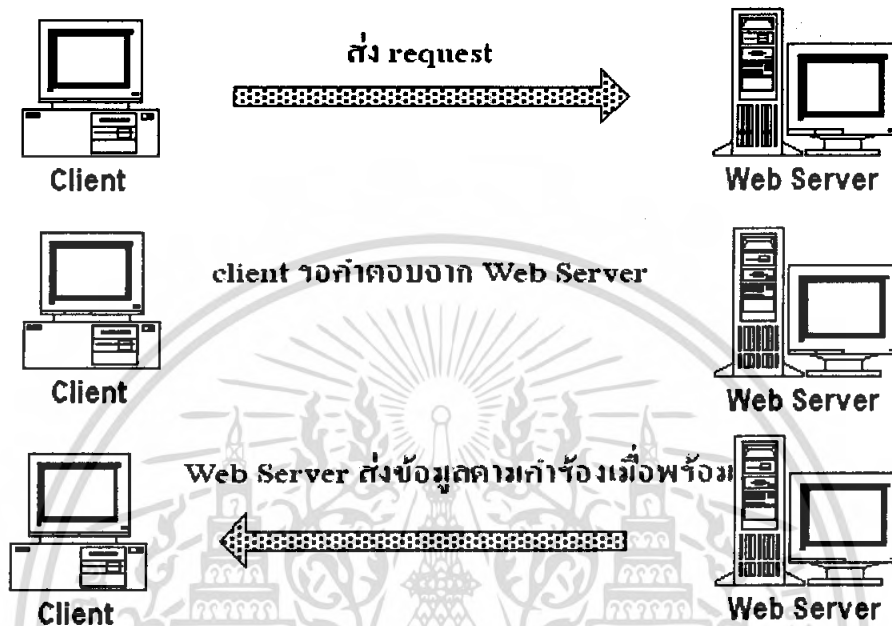 ส่ง request
Client Web Server
client รอคำตอบจาก Web Server
Client Web Server
Web Server ส่งข้อมูลตามคำร้องเมื่อพร้อม
Client Web Server